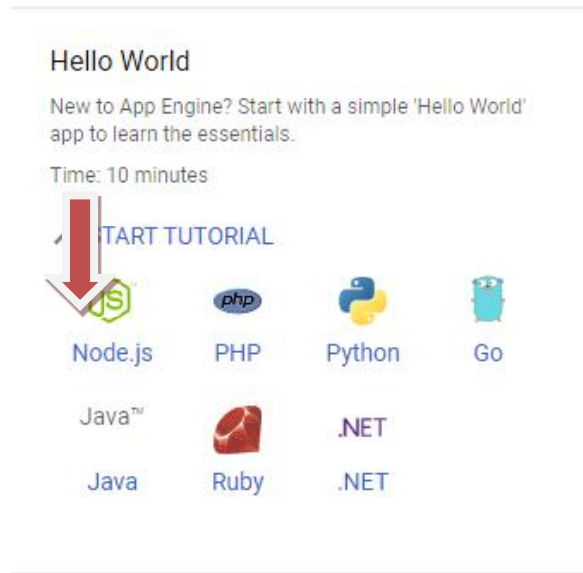 Hello World
New to App Engine? Start with a simple 'Hello World'
app to learn the essentials.
Time: 10 minutes
START TUTORIAL
JS php
Node.js PHP Python Go
Java™ .NET
Java Ruby .NET